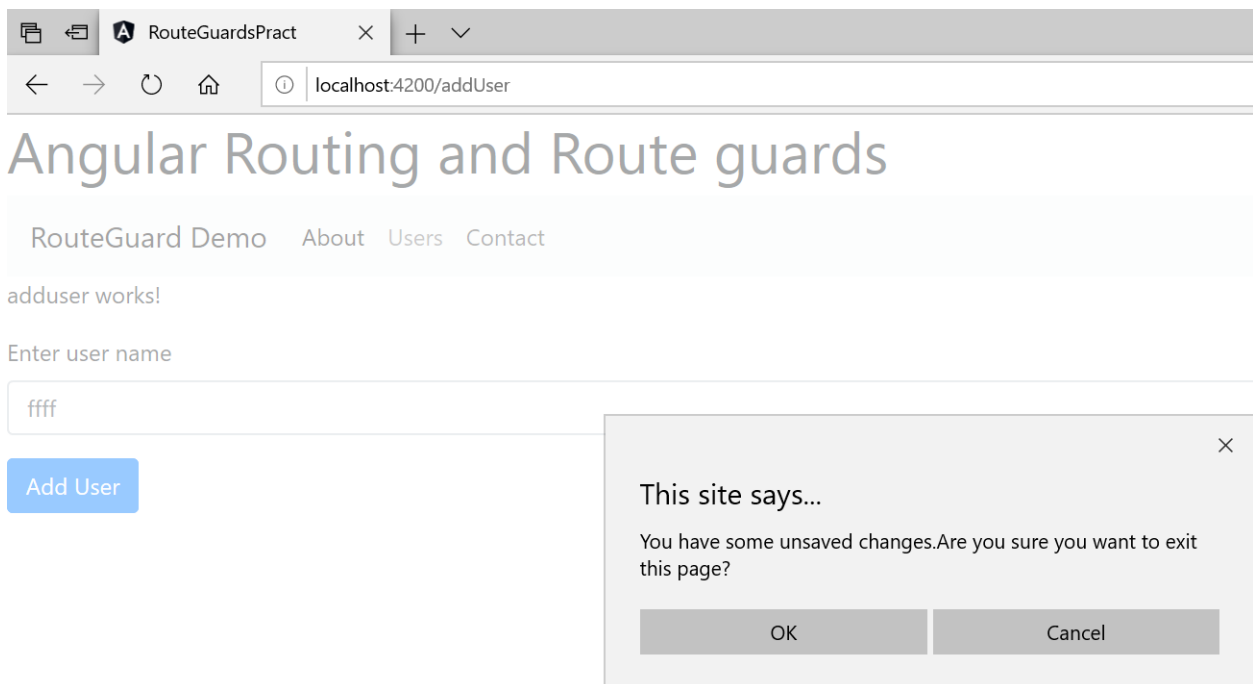 RouteGuardsPract
localhost:4200/addUser
Angular Routing and Route guards
RouteGuard Demo About Users Contact
adduser works!
Enter user name
ffff
Add User
This site says...
You have some unsaved changes.Are you sure you want to exit
this page?
OK Cancel